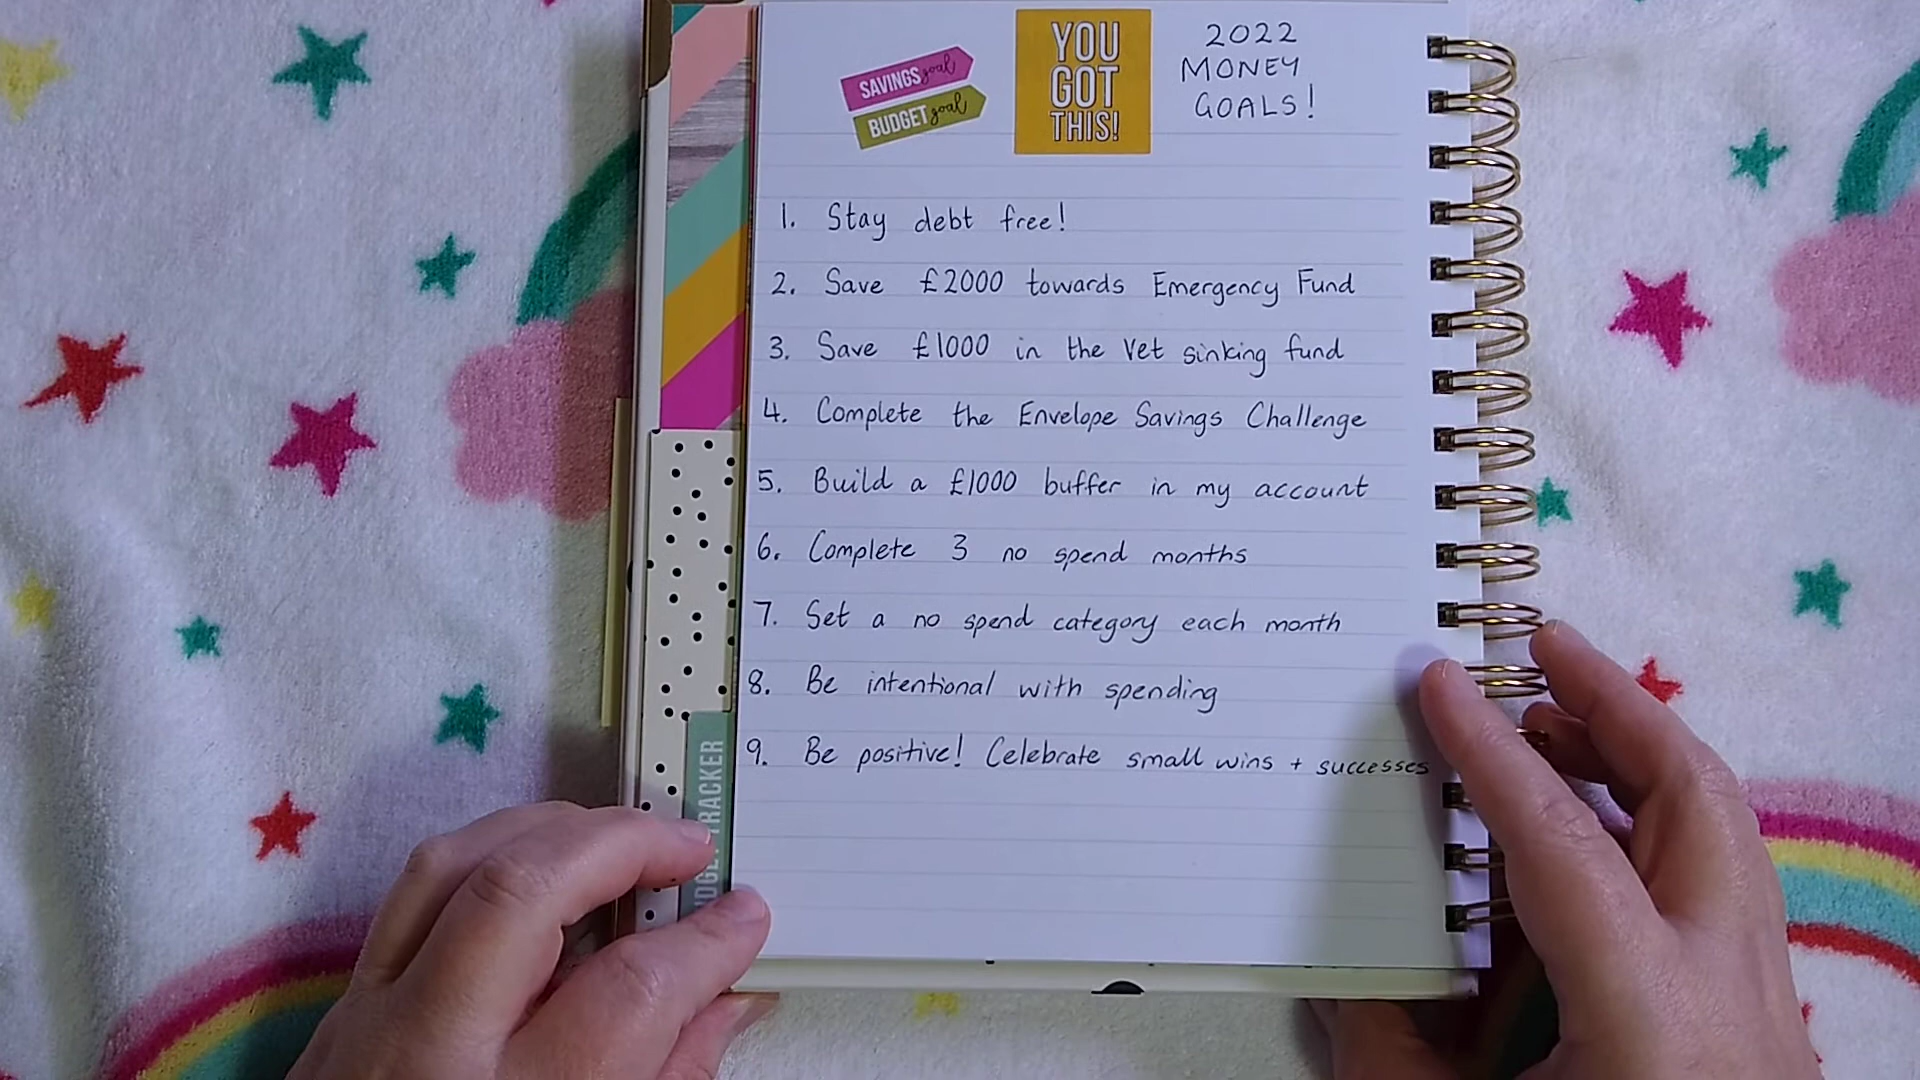 SAVINGS goal
BUDGET goal
YOU
GOT
THIS!
2022
MONEY
GOALS!
1. Stay debt free!
2. Save £2000 towards Emergency Fund
3. Save £1000 in the Vet sinking fund
4. Complete the Envelope Savings Challenge
5. Build a £1000 buffer in my account
6. Complete 3 no spend months
7. Set a no spend category each month
8. Be intentional with spending
9. Be positive! Celebrate small wins + successes
TRACKER